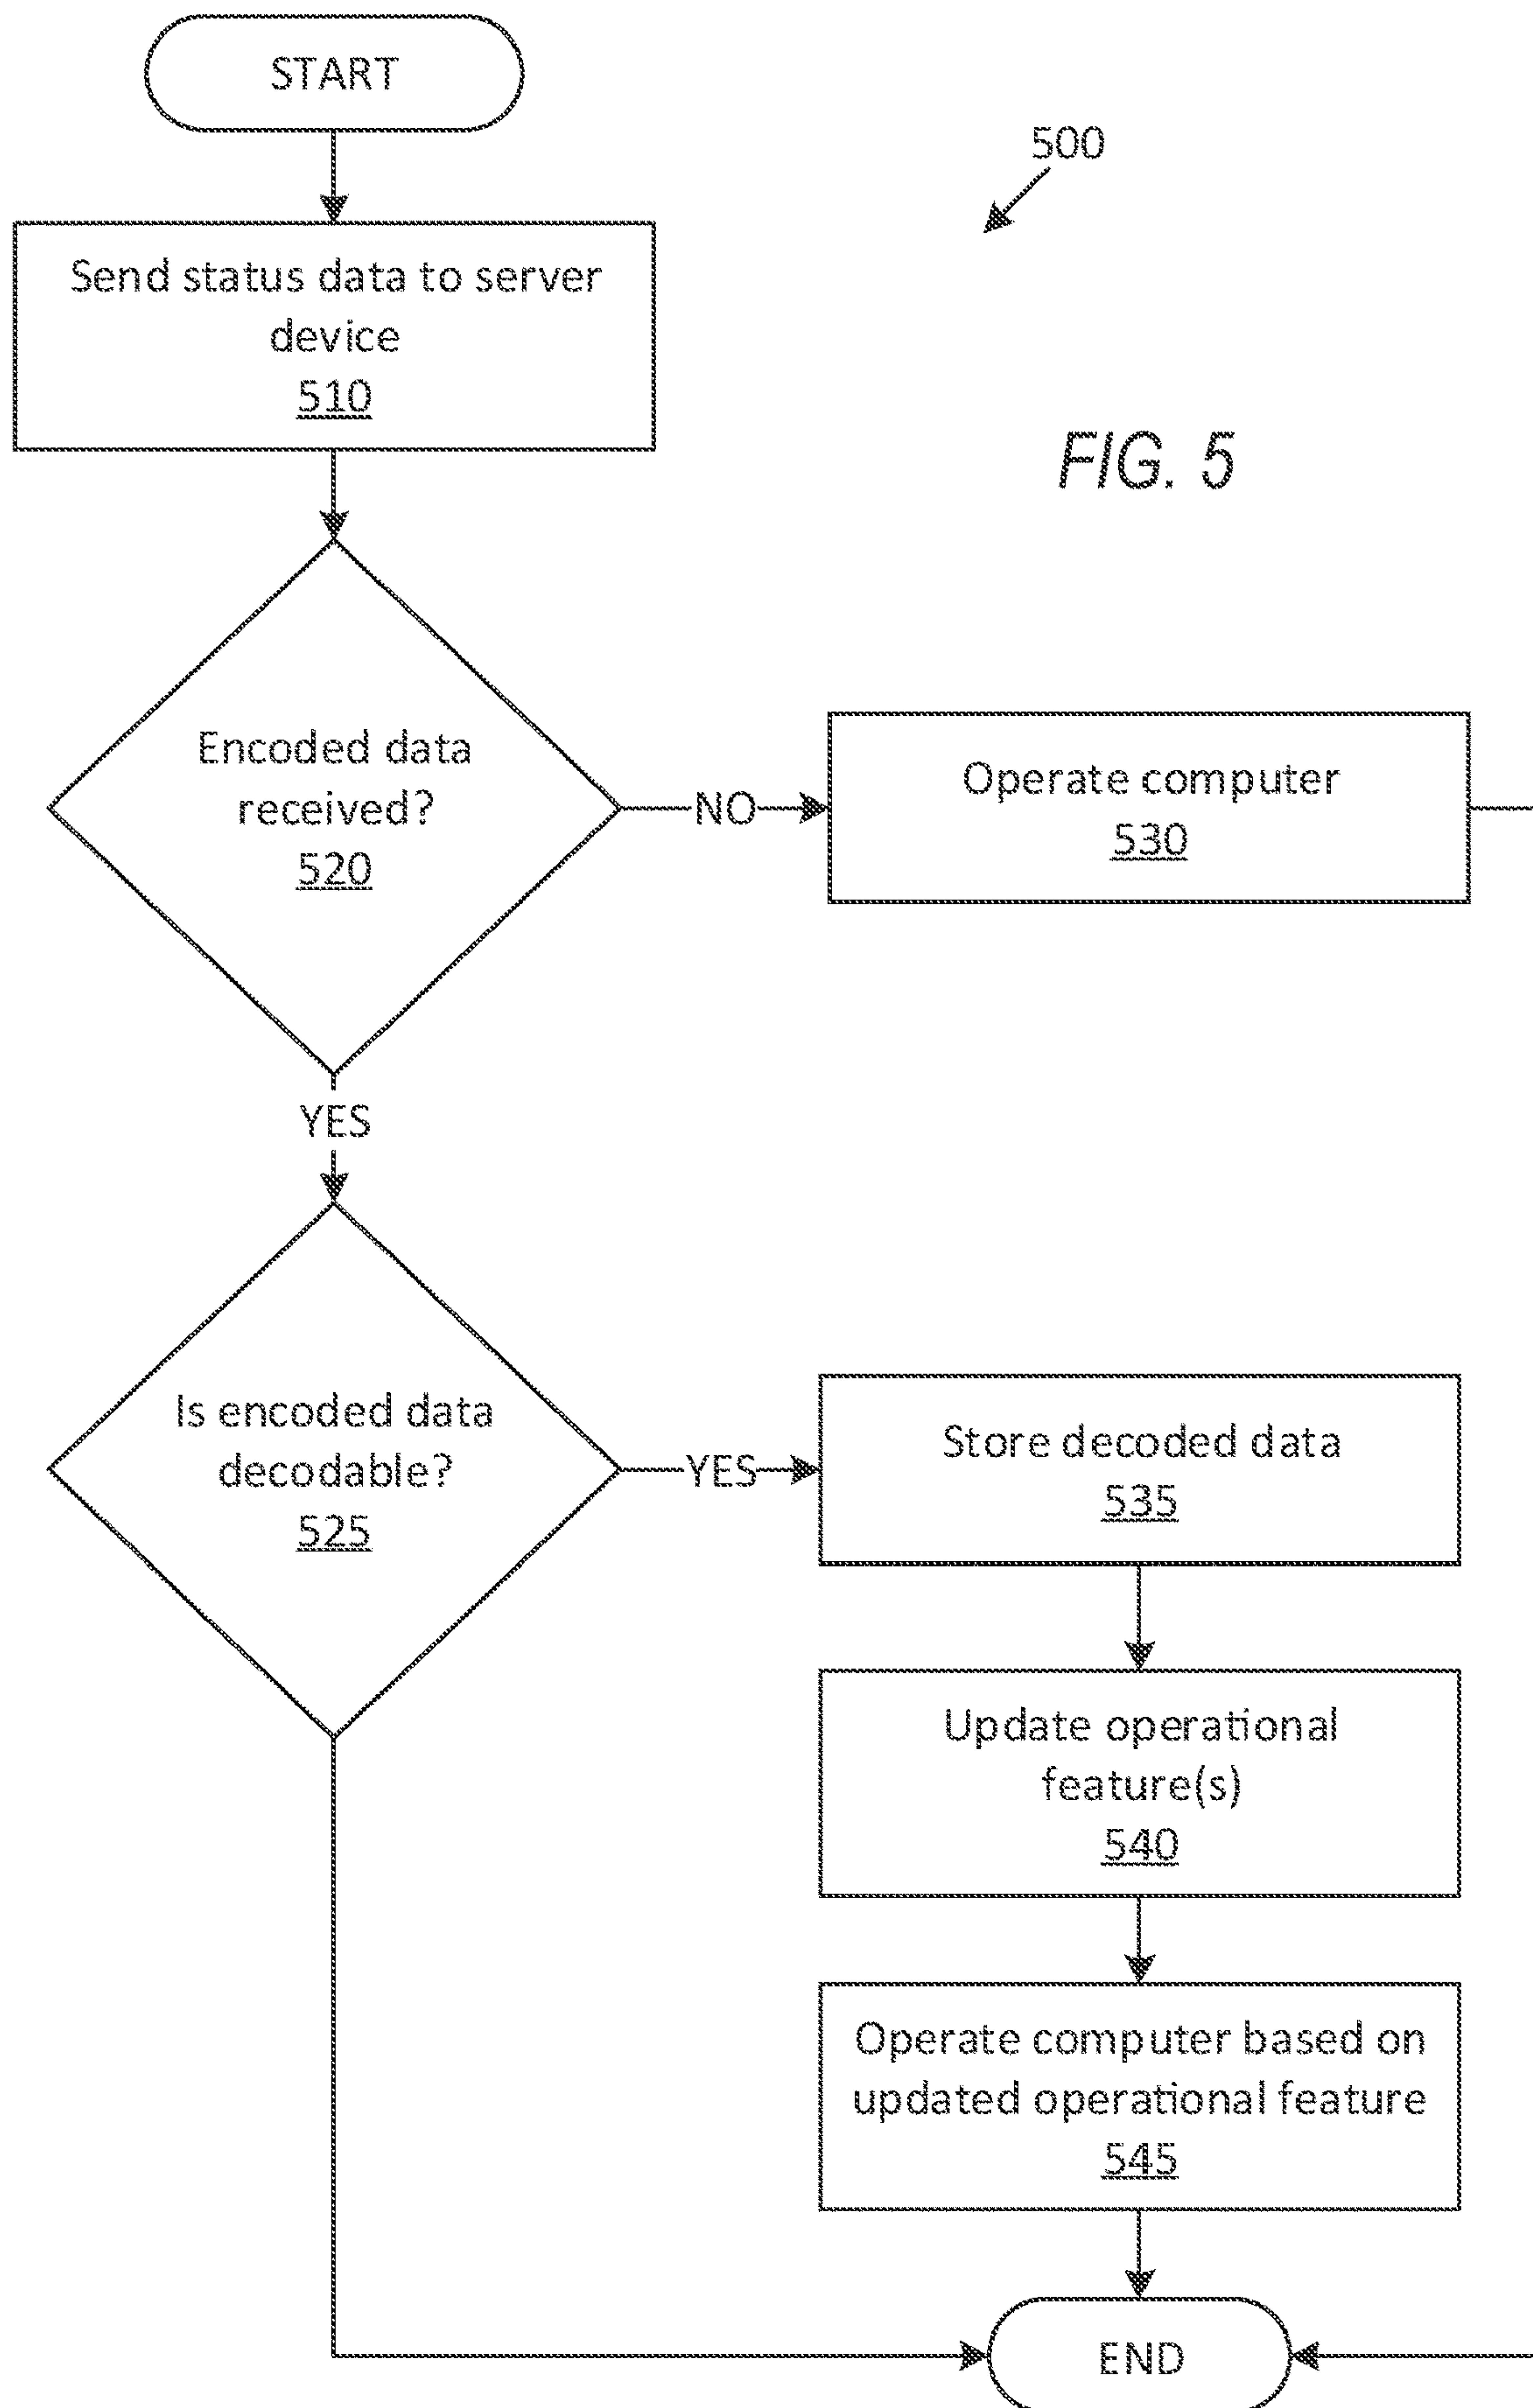 START
500
Send status data to server
device
510
FIG. 5
Encoded data
received?
520
NO
Operate computer
530
YES
Is encoded data
decodable?
525
YES
Store decoded data
535
Update operational
feature(s)
540
Operate computer based on
updated operational feature
545
END